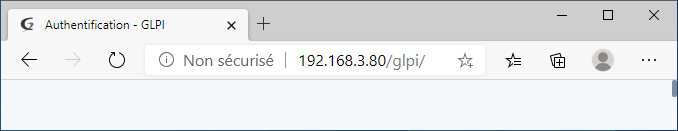 Authentification - GLPI
Non sécurisé | 192.168.3.80/glpi/